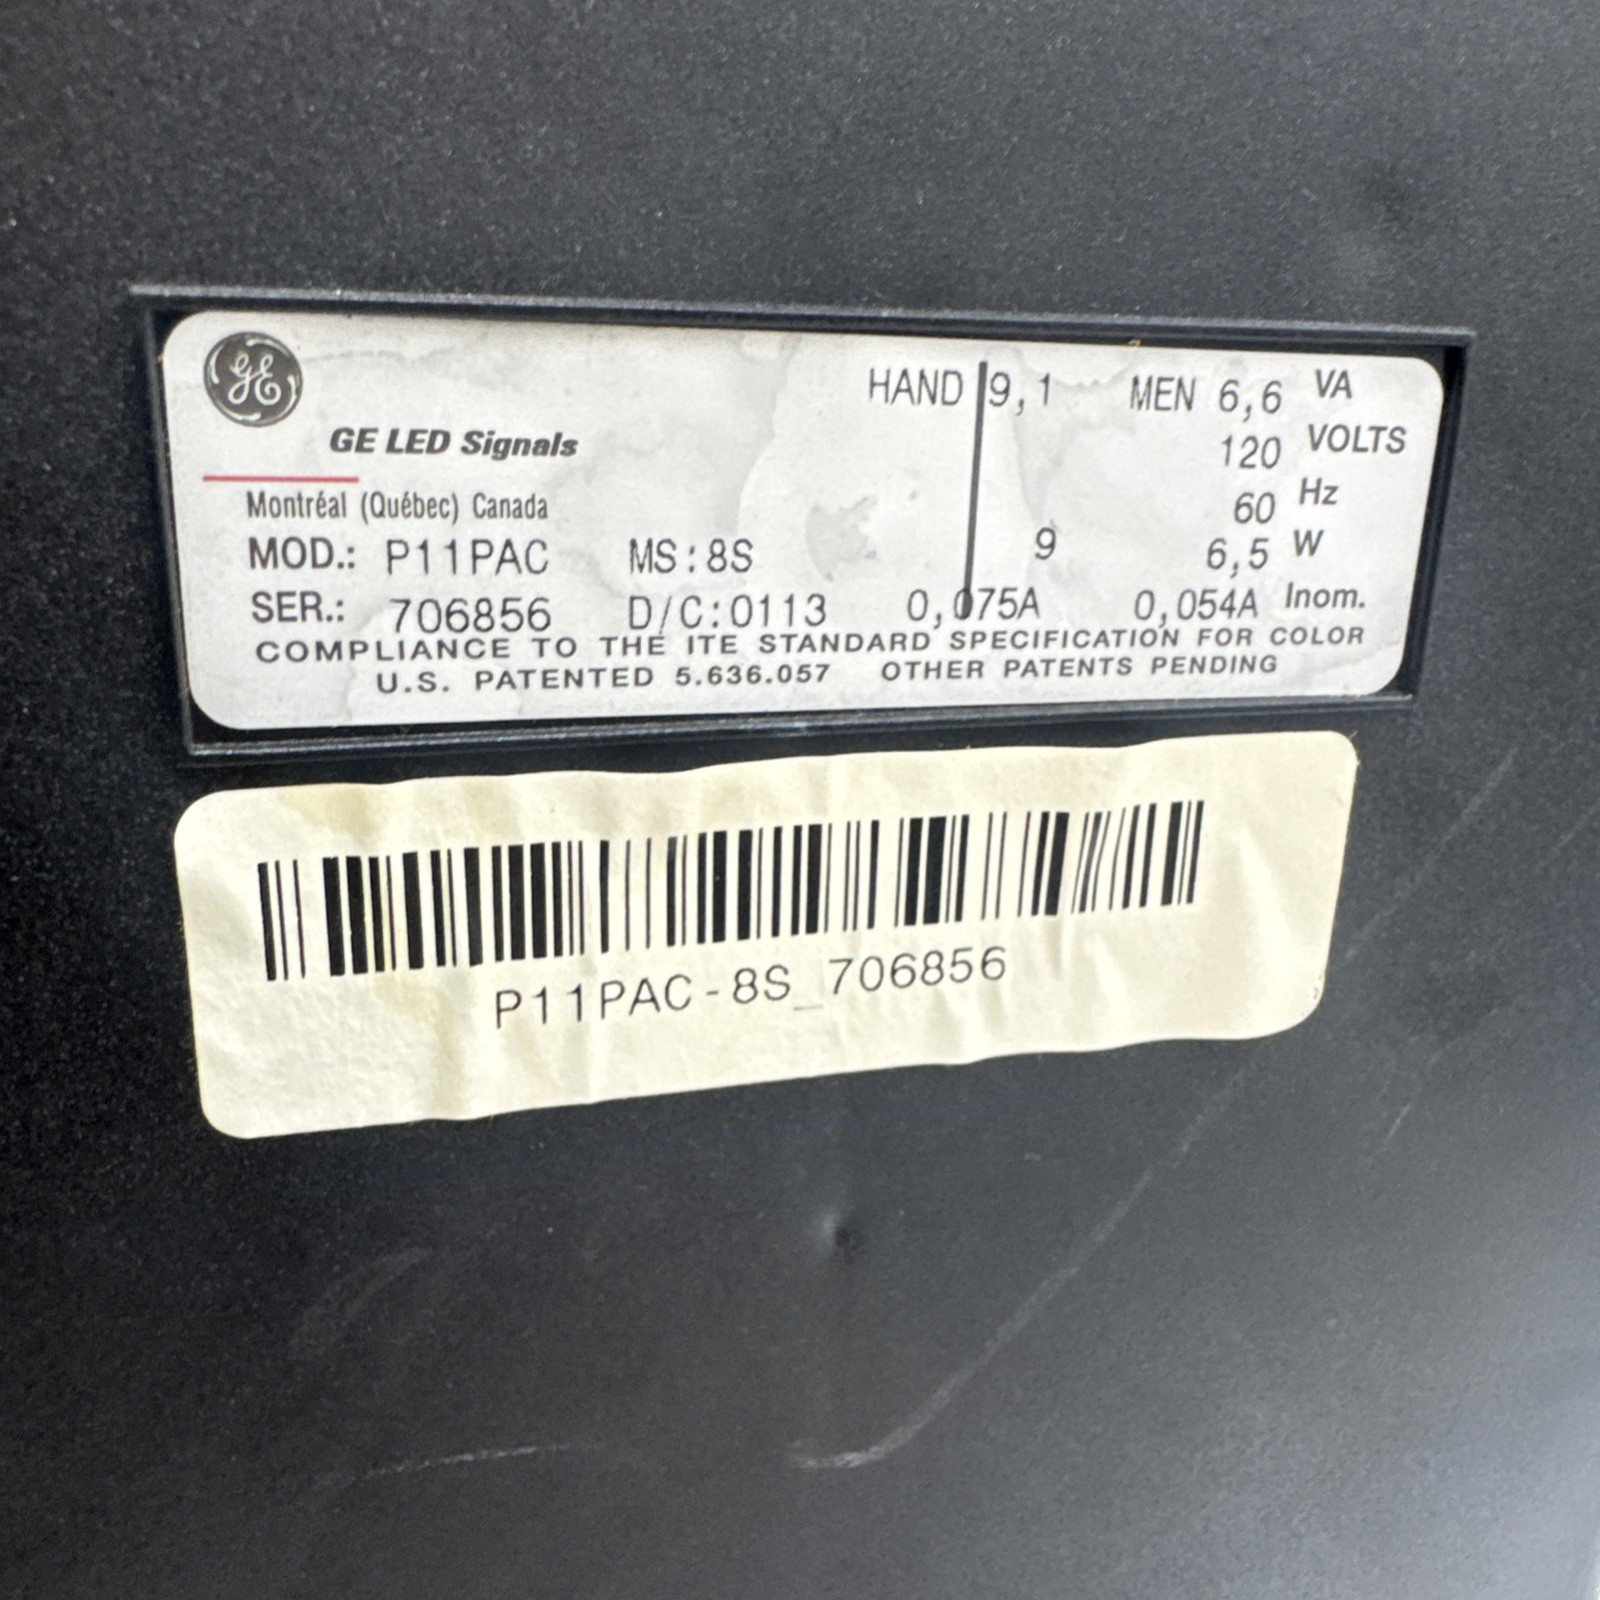 GE
HAND 9,1 MEN 6,6 VA
GE LED Signals 120 VOLTS
Montréal (Québec) Canada 60 Hz
MOD.: P11PAC MS:8S 9 6,5 W
SER.: 706856 D/C:0113 0,075A 0,054A Inom.
COMPLIANCE TO THE ITE STANDARD SPECIFICATION FOR COLOR
U.S. PATENTED 5.636.057 OTHER PATENTS PENDING
P11PAC-8S_706856